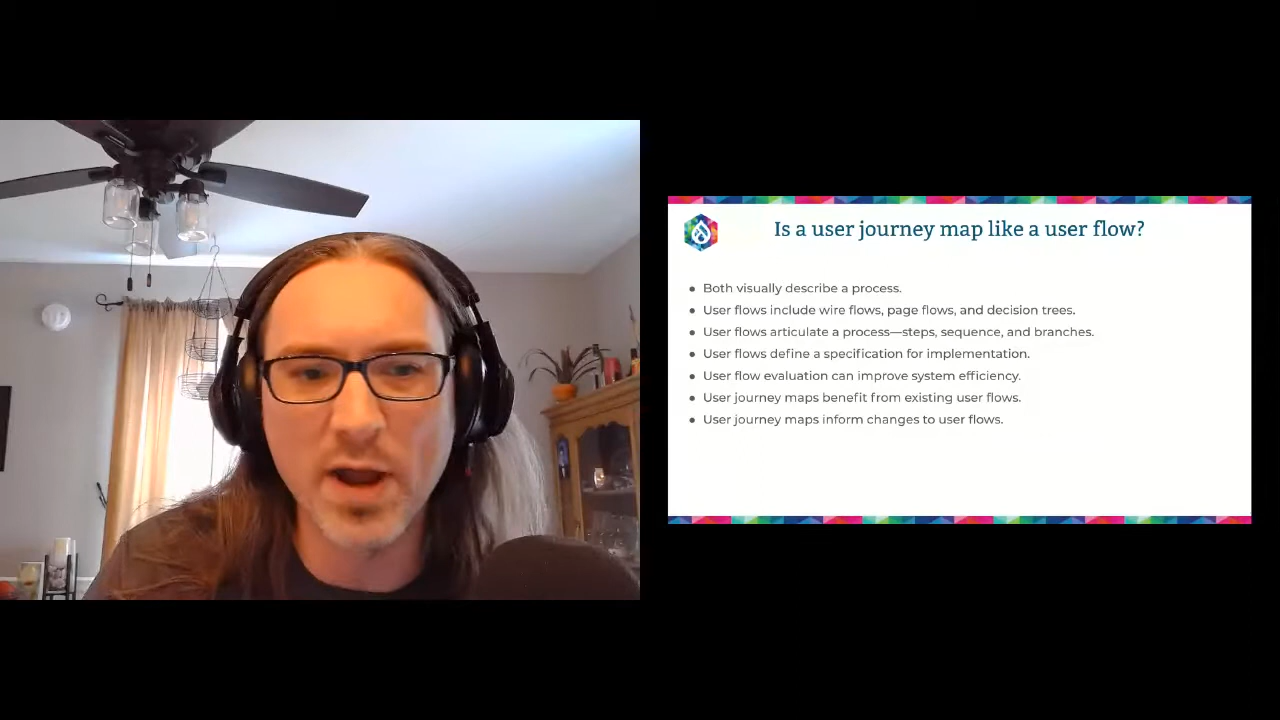 Is a user journey map like a user flow?
● Both visually describe a process.
● User flows include wire flows, page flows, and decision trees.
● User flows articulate a process—steps, sequence, and branches.
● User flows define a specification for implementation.
● User flow evaluation can improve system efficiency.
● User journey maps benefit from existing user flows.
● User journey maps inform changes to user flows.